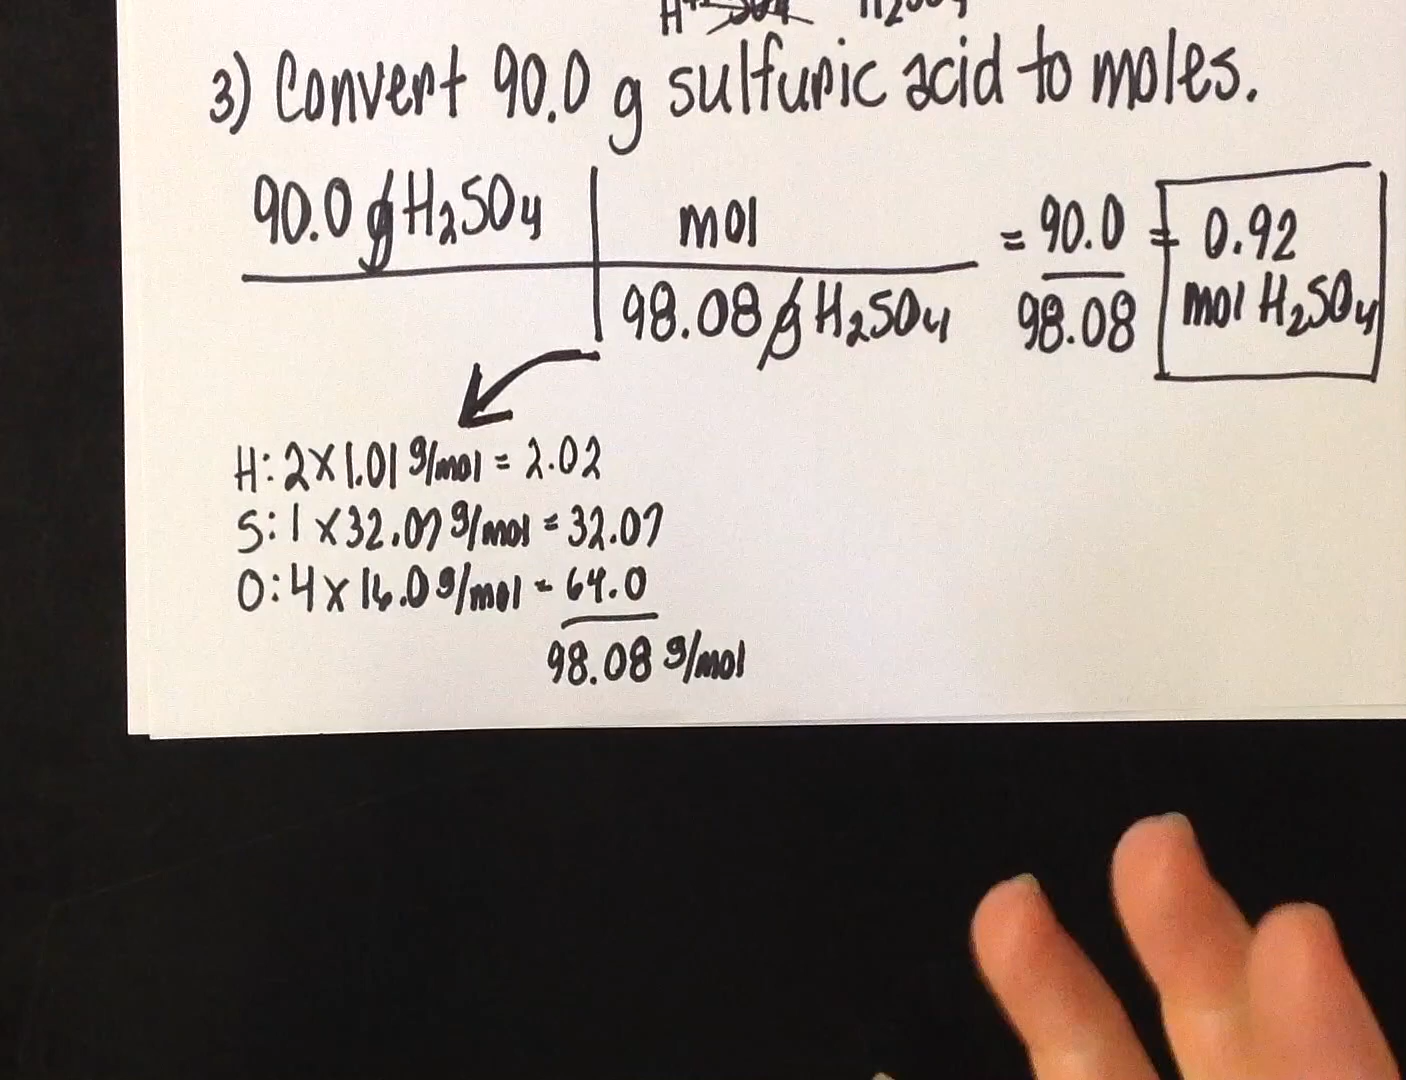 H⁺ SO4 H2SO4
3) Convert 90.0 g sulfuric acid to moles.
90.0 g H₂SO₄ | mol = 90.0 = 0.92
98.08 g H₂SO₄ 98.08 mol H₂SO₄
H: 2 x 1.01 g/mol = 2.02
S: 1 x 32.07 g/mol = 32.07
O: 4 x 16.0 g/mol = 64.0
98.08 g/mol